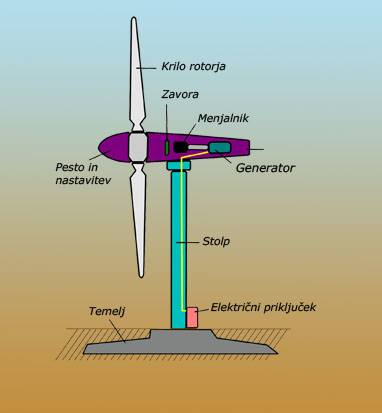 Krilo rotorja
Zavora
Menjalnik
Pesto in
nastavitev
Generator
Stolp
Električni priključek
Temelj